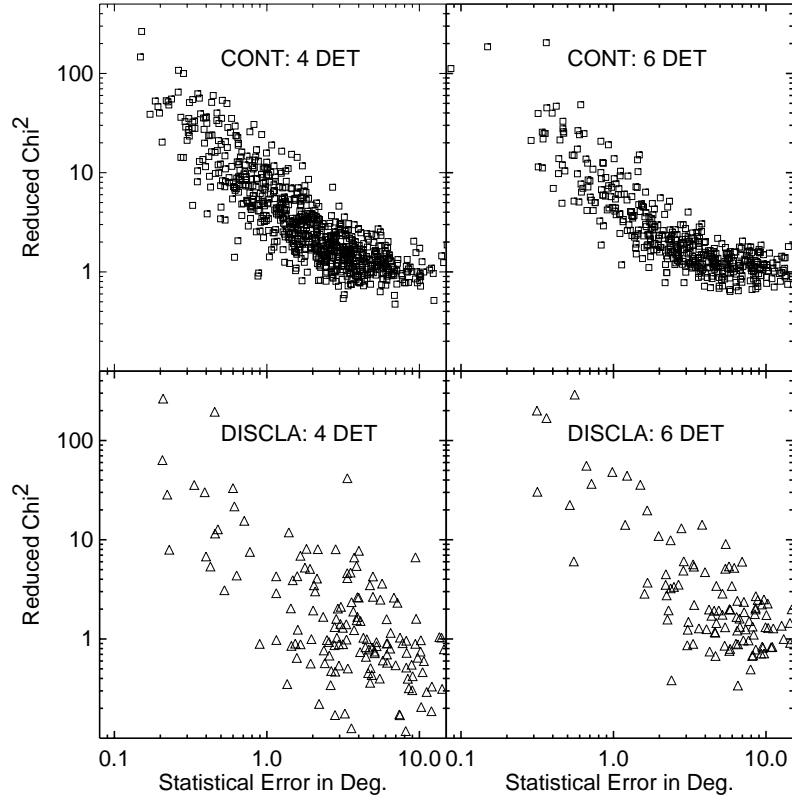 CONT: 4 DET
CONT: 6 DET
100
10
1
Reduced Chi²
DISCLA: 4 DET
DISCLA: 6 DET
100
10
1
Reduced Chi²
0.1 1.0 10.0 0.1 1.0 10.0
Statistical Error in Deg. Statistical Error in Deg.